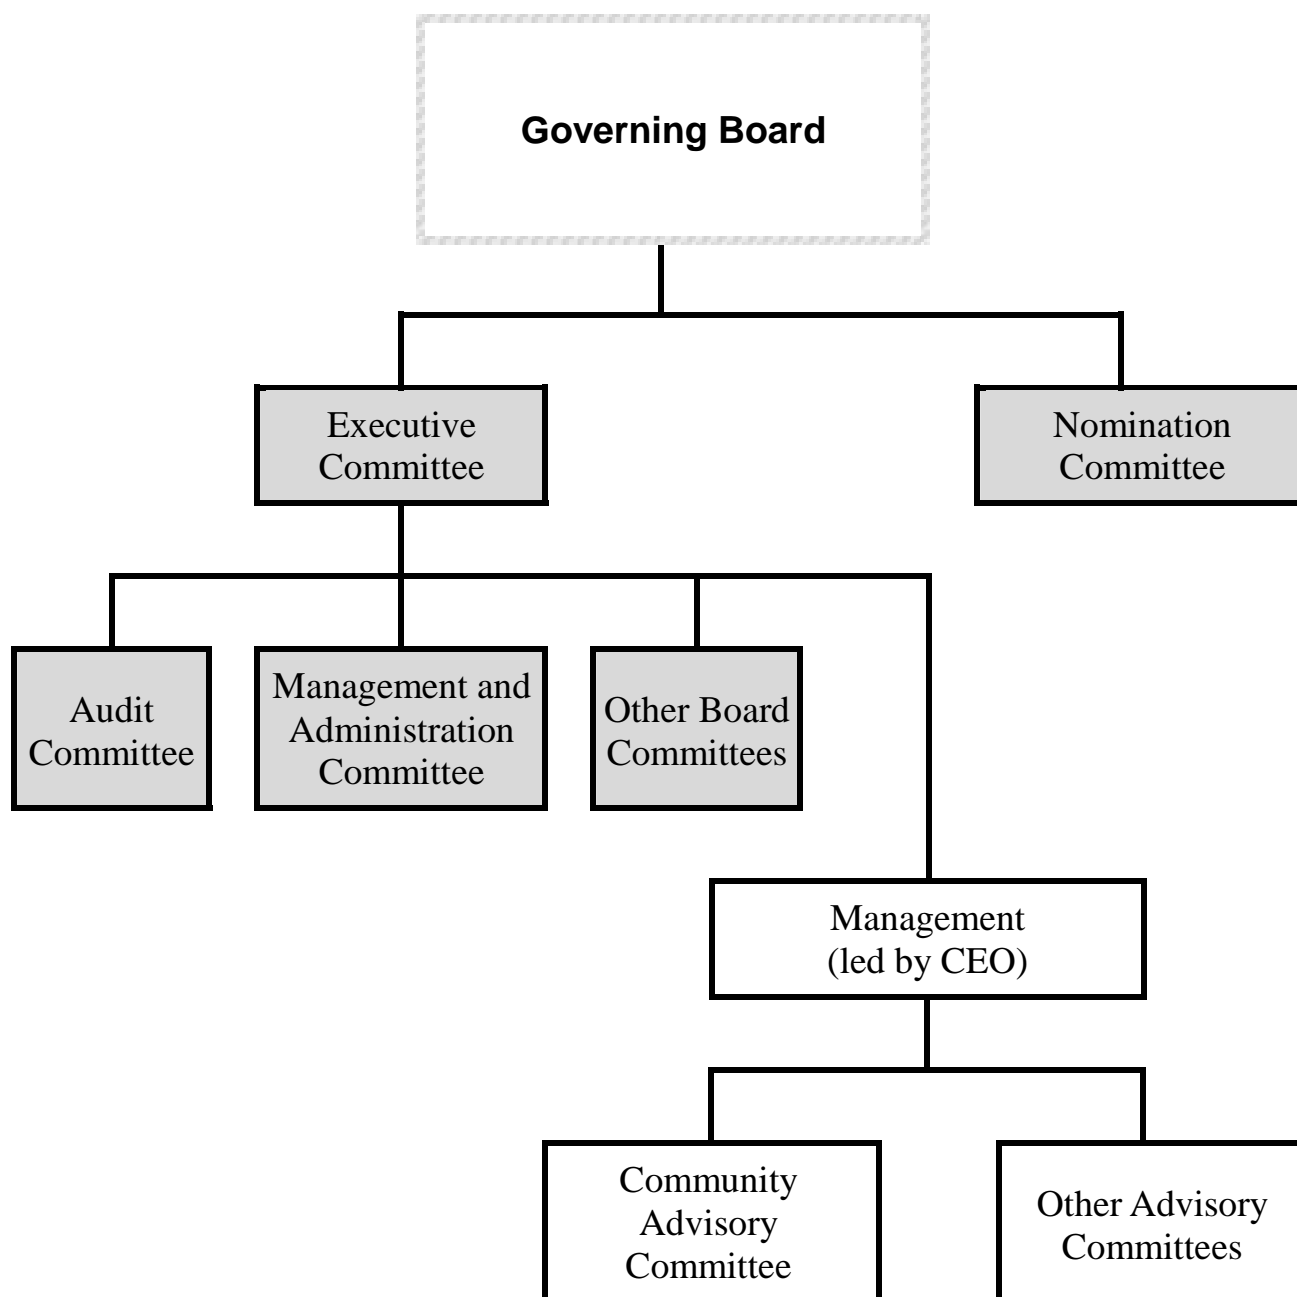 Governing Board
Executive
Committee
Nomination
Committee
Audit
Committee
Management and
Administration
Committee
Other Board
Committees
Management
(led by CEO)
Community
Advisory
Committee
Other Advisory
Committees